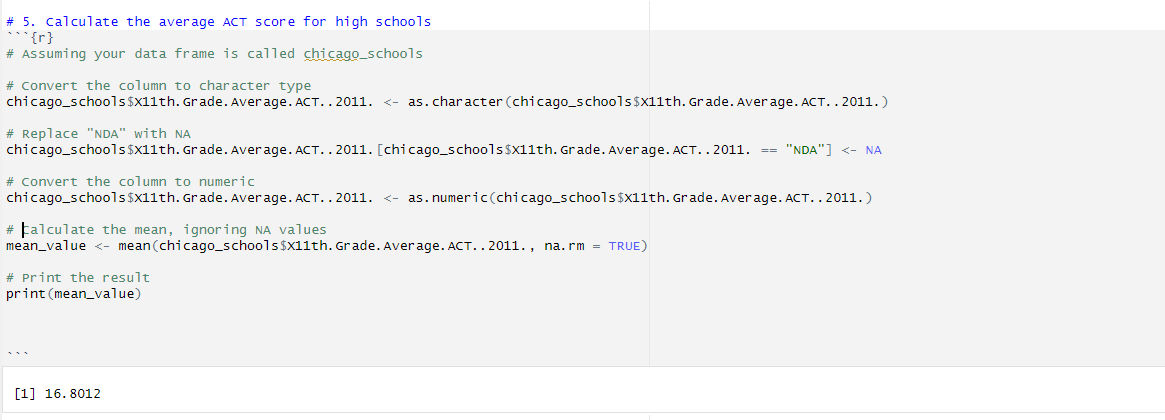 # 5. Calculate the average ACT score for high schools
```{r}
# Assuming your data frame is called chicago_schools
# Convert the column to character type
chicago_schools$X11th.Grade.Average.ACT..2011. <- as.character(chicago_schools$X11th.Grade.Average.ACT..2011.)
# Replace "NDA" with NA
chicago_schools$X11th.Grade.Average.ACT..2011.[chicago_schools$X11th.Grade.Average.ACT..2011. == "NDA"] <- NA
# Convert the column to numeric
chicago_schools$X11th.Grade.Average.ACT..2011. <- as.numeric(chicago_schools$X11th.Grade.Average.ACT..2011.)
# Calculate the mean, ignoring NA values
mean_value <- mean(chicago_schools$X11th.Grade.Average.ACT..2011., na.rm = TRUE)
# Print the result
print(mean_value)
```
[1] 16.8012